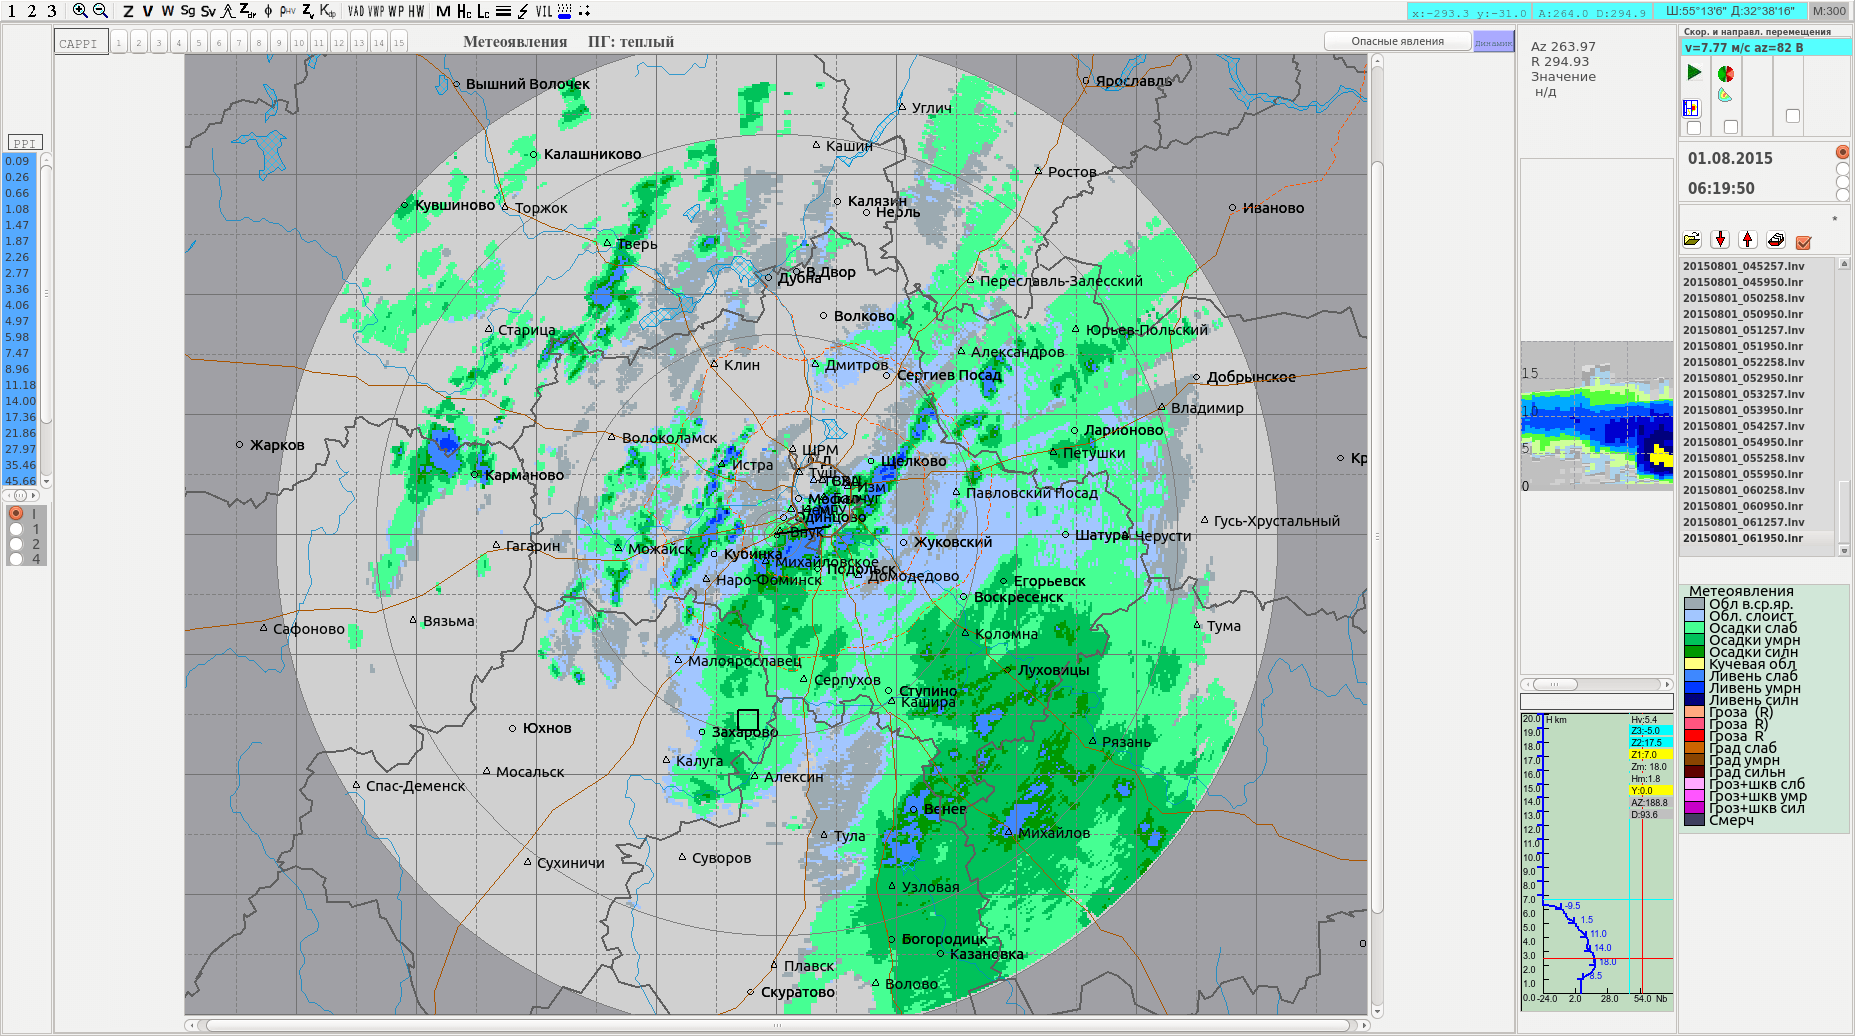 1 2 3 Z V W Sg Sv Zdr φ ρHV Zv Kdp VAD VWP WP HW M Hc Lc VIL
x:-293.3 y:-31.0 A:264.0 D:294.9 Ш:55°13'6" Д:32°38'16" М:300
CAPPI 1 2 3 4 5 6 7 8 9 10 11 12 13 14 15 Метеоявления ПГ: теплый Опасные явления
PPI
0.09
0.26
0.66
1.08
1.47
1.87
2.26
2.77
3.36
4.06
4.97
5.98
7.47
8.96
11.18
14.00
17.36
21.86
27.97
35.46
45.66
I
1
2
4
Вышний Волочек
Ярославль
Углич
Кашин
Калашниково
Ростов
Кувшиново
Торжок
Калязин
Нерль
Иваново
Тверь
В.Двор
Дубна
Переславль-Залесский
Волково
Старица
Юрьев-Польский
Александров
Клин
Дмитров
Сергиев Посад
Добрынское
Владимир
Волоколамск
Ларионово
Жарков
ШРМ
Петушки
Истра
Щелково
Кр
Карманово
Павловский Посад
Изм
Одинцово
Гусь-Хрустальный
Внук
Шатура
Черусти
Гагарин
Можайск
Кубинка
Жуковский
Михайловское
Подольск
Домодедово
Наро-Фоминск
Егорьевск
Воскресенск
Вязьма
Сафоново
Тума
Коломна
Малоярославец
Луховицы
Серпухов
Ступино
Кашира
Юхнов
Захарово
Рязань
Калуга
Мосальск
Алексин
Спас-Деменск
Венев
Михайлов
Тула
Суворов
Сухиничи
Узловая
Богородицк
Казановка
Плавск
Волово
Скуратово
Az 263.97
R 294.93
Значение
н/д
15
10
5
0
20.0 H km
19.0
18.0
17.0
16.0
15.0
14.0
13.0
12.0
11.0
10.0
9.0
8.0
7.0
6.0
5.0
4.0
3.0
2.0
1.0
0.0 -24.0 2.0 28.0 54.0 Nb
Hv:5.4
Z3:-5.0
Z2:17.5
Z1:7.0
Zm: 18.0
Hm:1.8
Y:0.0
AZ:188.8
D:93.6
-9.5
1.5
11.0
14.0
18.0
8.5
Скор. и направл. перемещения
v=7.77 м/с az=82 В
01.08.2015
06:19:50
*
20150801_045257.lnv
20150801_045950.lnr
20150801_050258.lnv
20150801_050950.lnr
20150801_051257.lnv
20150801_051950.lnr
20150801_052258.lnv
20150801_052950.lnr
20150801_053257.lnv
20150801_053950.lnr
20150801_054257.lnv
20150801_054950.lnr
20150801_055258.lnv
20150801_055950.lnr
20150801_060258.lnv
20150801_060950.lnr
20150801_061257.lnv
20150801_061950.lnr
Метеоявления
Обл в.ср.яр.
Обл. слоист
Осадки слаб
Осадки умрн
Осадки силн
Кучевая обл
Ливень слаб
Ливень умрн
Ливень силн
Гроза (R)
Гроза R)
Гроза R
Град слаб
Град умрн
Град сильн
Гроз+шкв слб
Гроз+шкв умр
Гроз+шкв сил
Смерч